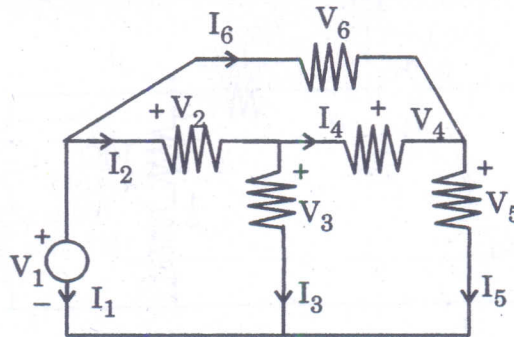 I6
V6
+ V2
I4
+
V4
I2
+
V3
+
V5
+
V1
−
I1
I3
I5